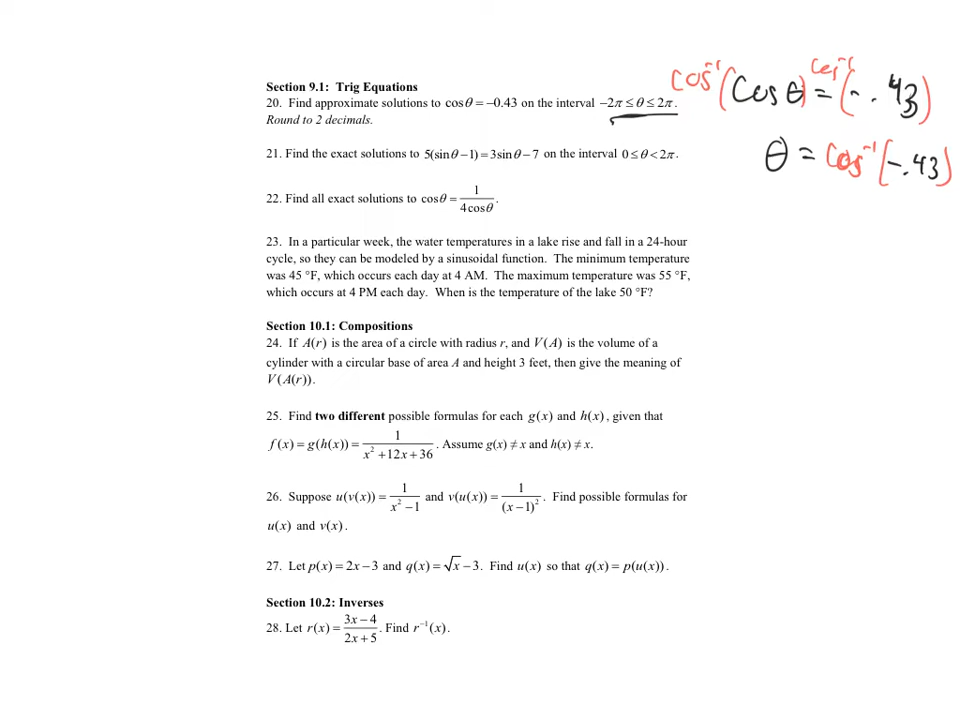 Section 9.1: Trig Equations
20. Find approximate solutions to cos θ = −0.43 on the interval −2π ≤ θ ≤ 2π.
Round to 2 decimals.
cos⁻¹(cos θ) = cos⁻¹(-.43)
θ = cos⁻¹(-.43)
21. Find the exact solutions to 5(sin θ − 1) = 3 sin θ − 7 on the interval 0 ≤ θ < 2π.
22. Find all exact solutions to cos θ = 1 / (4 cos θ).
23. In a particular week, the water temperatures in a lake rise and fall in a 24-hour
cycle, so they can be modeled by a sinusoidal function. The minimum temperature
was 45 °F, which occurs each day at 4 AM. The maximum temperature was 55 °F,
which occurs at 4 PM each day. When is the temperature of the lake 50 °F?
Section 10.1: Compositions
24. If A(r) is the area of a circle with radius r, and V(A) is the volume of a
cylinder with a circular base of area A and height 3 feet, then give the meaning of
V(A(r)).
25. Find two different possible formulas for each g(x) and h(x), given that
f(x) = g(h(x)) = 1 / (x² + 12x + 36). Assume g(x) ≠ x and h(x) ≠ x.
26. Suppose u(v(x)) = 1 / (x² − 1) and v(u(x)) = 1 / (x − 1)². Find possible formulas for
u(x) and v(x).
27. Let p(x) = 2x − 3 and q(x) = √x − 3. Find u(x) so that q(x) = p(u(x)).
Section 10.2: Inverses
28. Let r(x) = (3x − 4) / (2x + 5). Find r⁻¹(x).